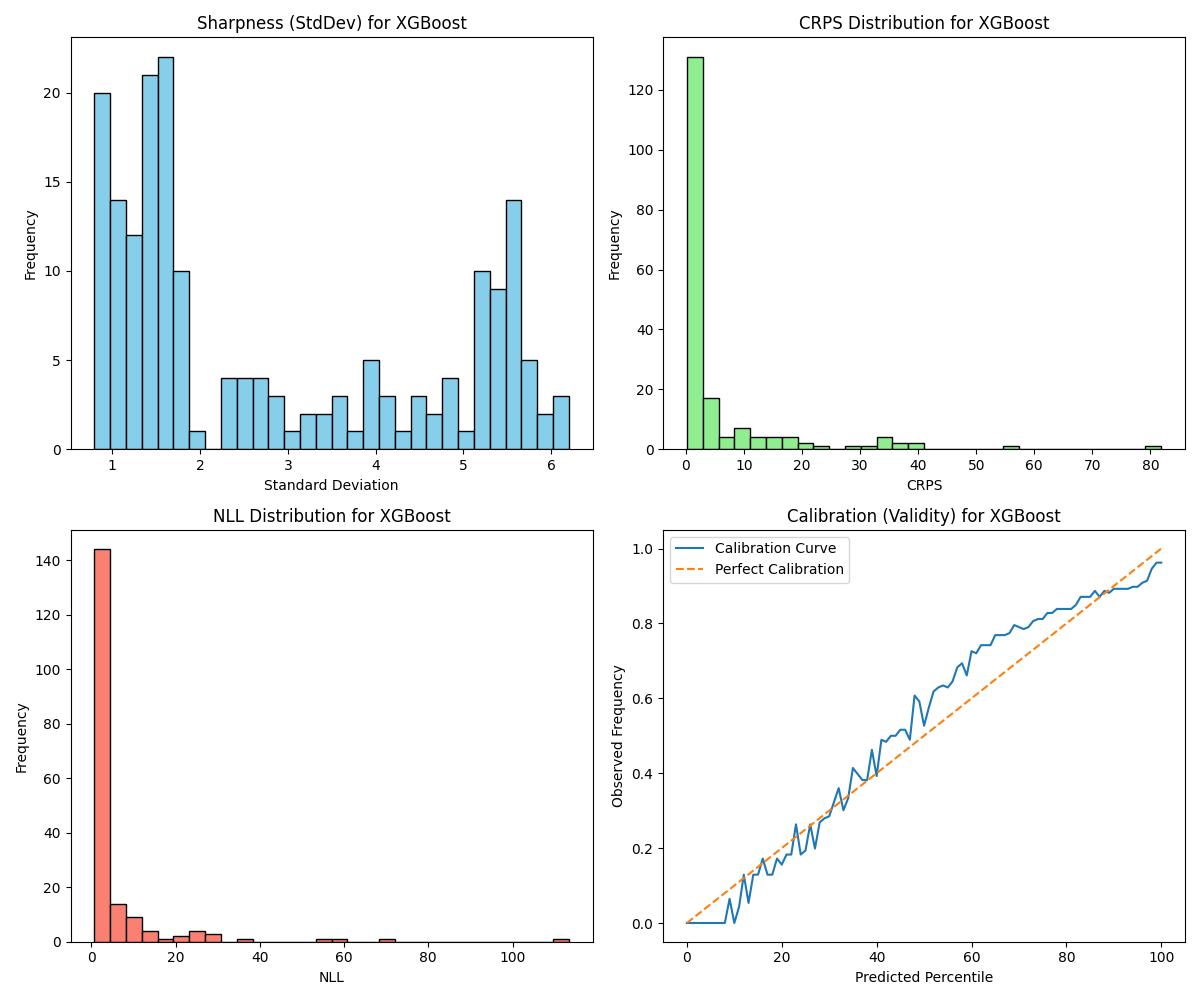 Sharpness (StdDev) for XGBoost
Frequency
0
5
10
15
20
1 2 3 4 5 6
Standard Deviation
CRPS Distribution for XGBoost
Frequency
0
20
40
60
80
100
120
0 10 20 30 40 50 60 70 80
CRPS
NLL Distribution for XGBoost
Frequency
0
20
40
60
80
100
120
140
0 20 40 60 80 100
NLL
Calibration (Validity) for XGBoost
Calibration Curve
Perfect Calibration
Observed Frequency
0.0
0.2
0.4
0.6
0.8
1.0
0 20 40 60 80 100
Predicted Percentile